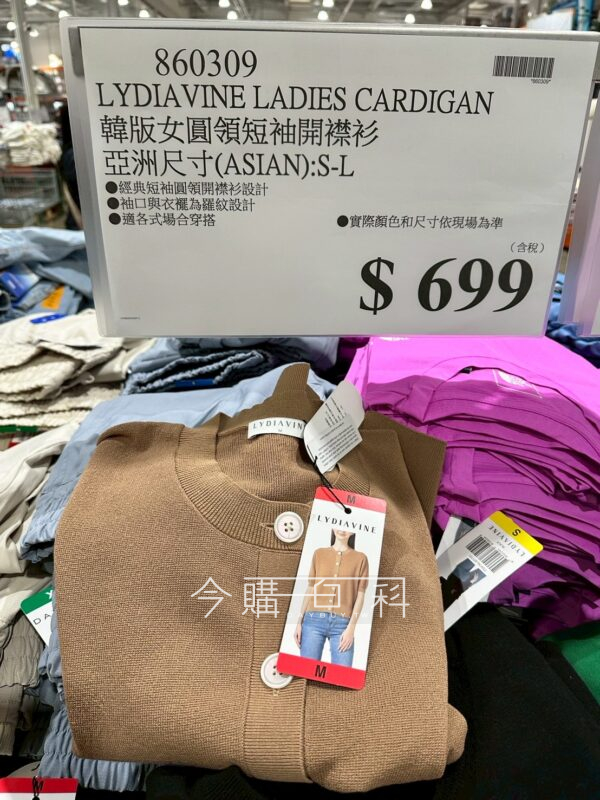 860309
*860309*
LYDIAVINE LADIES CARDIGAN
韓版女圓領短袖開襟衫
亞洲尺寸(ASIAN):S-L
●經典短袖圓領開襟衫設計
●袖口與衣襬為羅紋設計
●適各式場合穿搭
●實際顏色和尺寸依現場為準
(含稅)
$ 699
LYDIAVINE
M
M
LYDIAVINE
M
S
LYDIAVINE
今購百科
DA
M